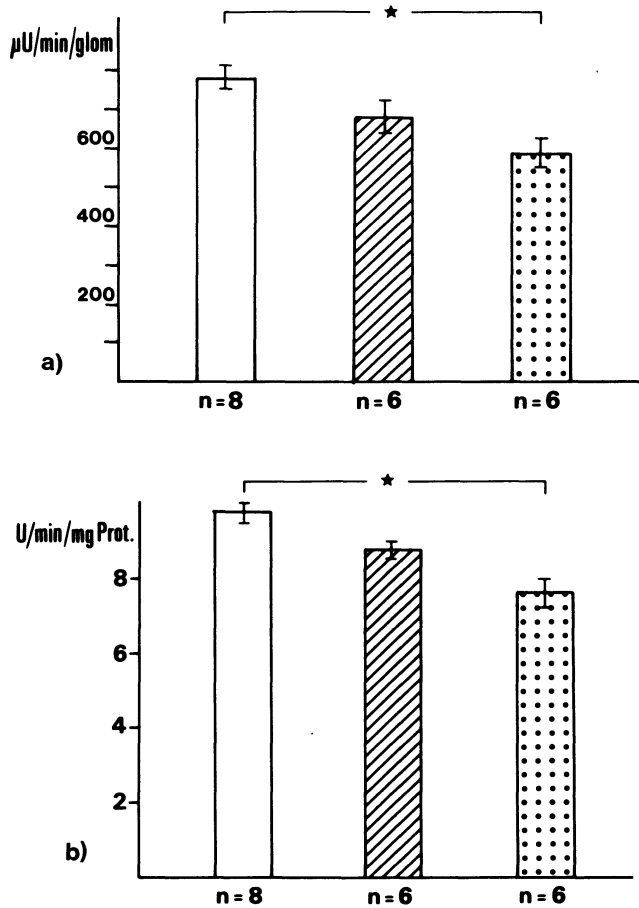 ★
µU/min/glom
600
400
200
a)
n=8 n=6 n=6
★
U/min/mg Prot.
8
6
4
2
b)
n=8 n=6 n=6